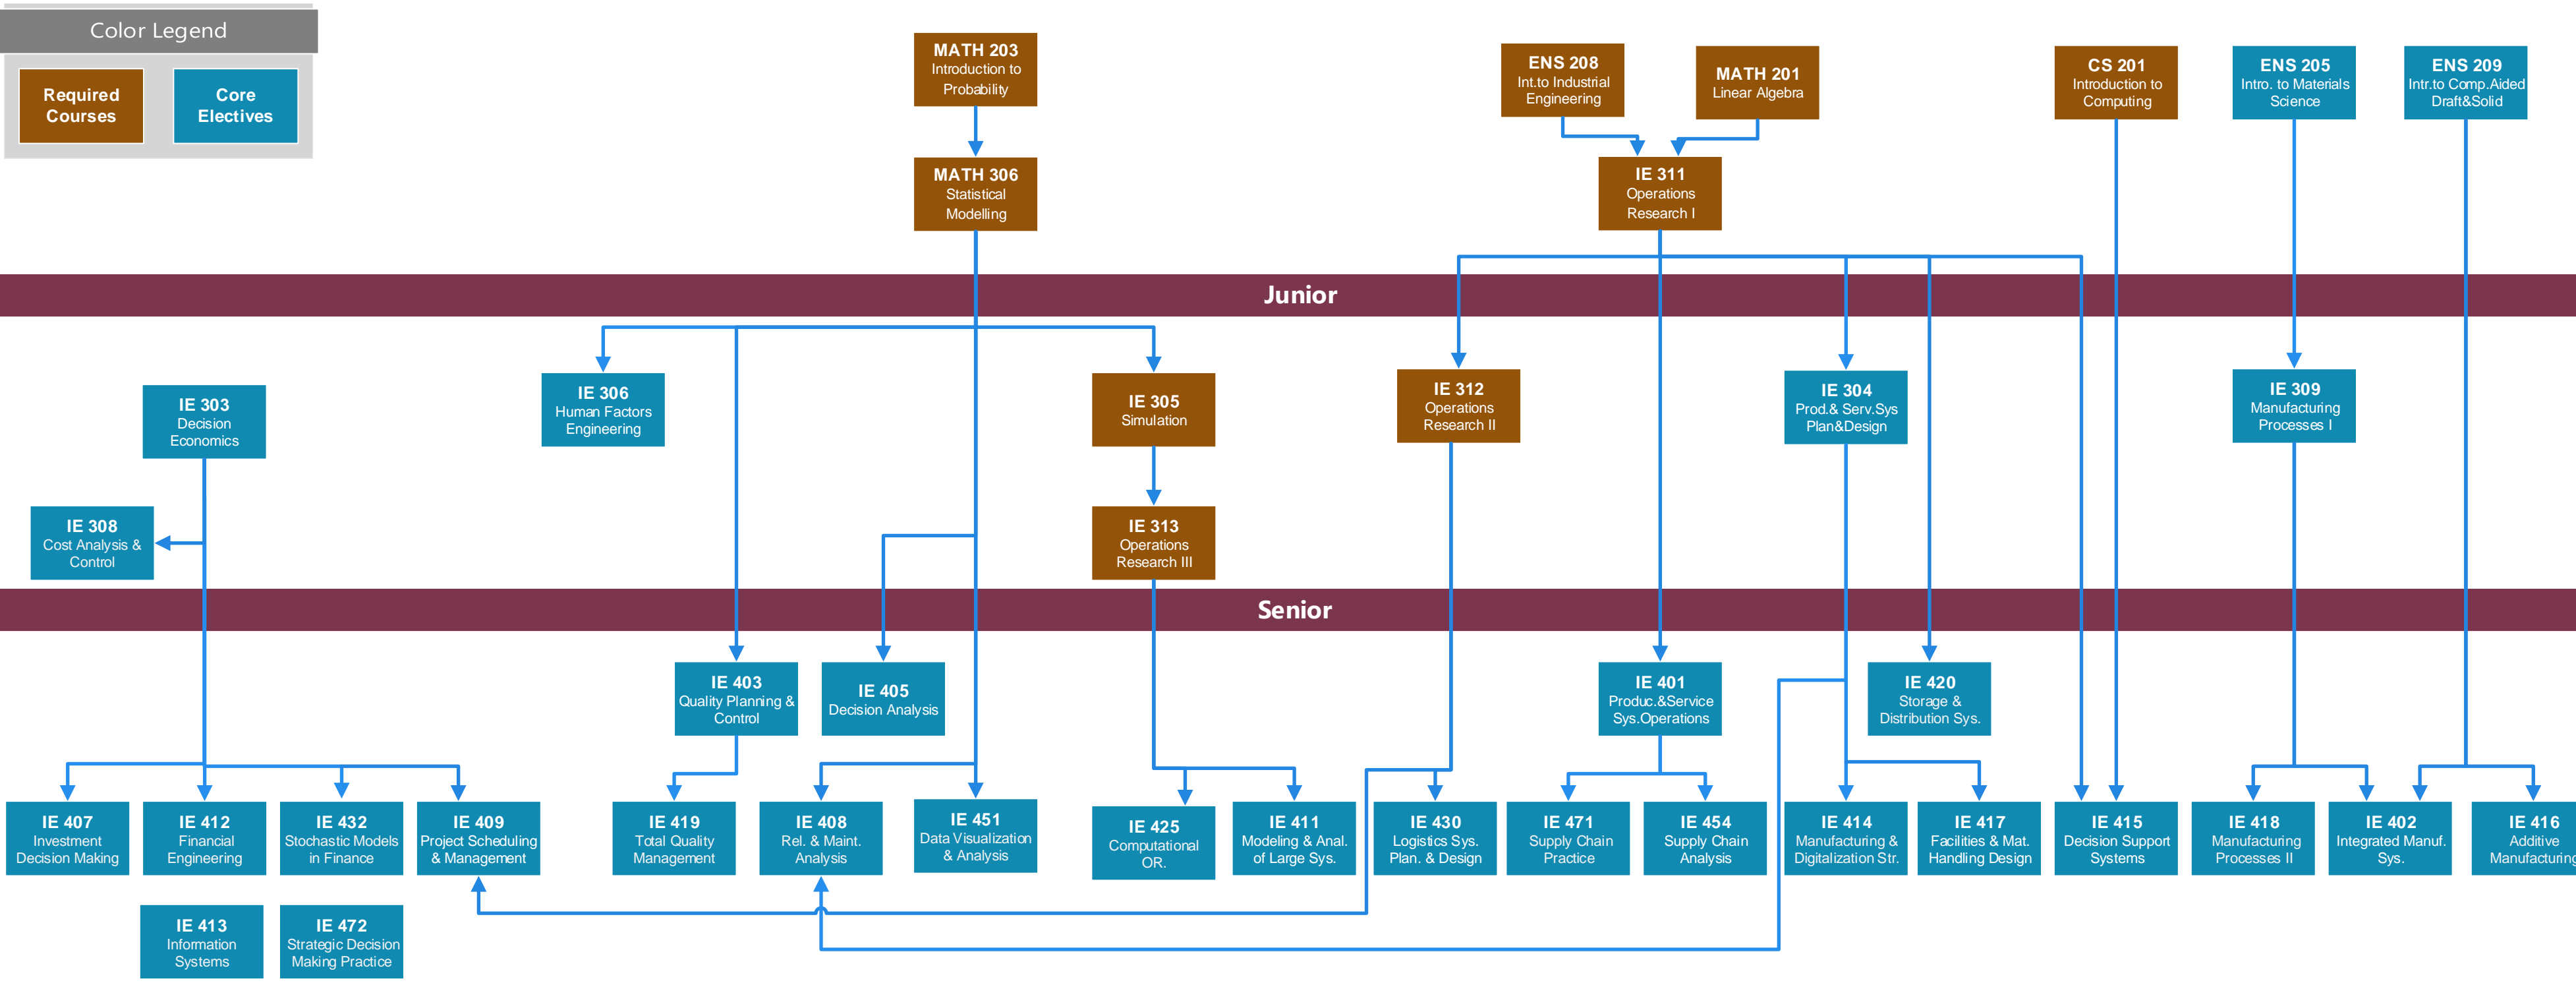 Color Legend
Required
Courses
Core
Electives
MATH 203
Introduction to
Probability
ENS 208
Int.to Industrial
Engineering
MATH 201
Linear Algebra
CS 201
Introduction to
Computing
ENS 205
Intro. to Materials
Science
ENS 209
Intr.to Comp.Aided
Draft&Solid
MATH 306
Statistical
Modelling
IE 311
Operations
Research I
Junior
IE 303
Decision
Economics
IE 306
Human Factors
Engineering
IE 305
Simulation
IE 312
Operations
Research II
IE 304
Prod.& Serv.Sys
Plan&Design
IE 309
Manufacturing
Processes I
IE 308
Cost Analysis &
Control
IE 313
Operations
Research III
Senior
IE 403
Quality Planning &
Control
IE 405
Decision Analysis
IE 401
Produc.&Service
Sys.Operations
IE 420
Storage &
Distribution Sys.
IE 407
Investment
Decision Making
IE 412
Financial
Engineering
IE 432
Stochastic Models
in Finance
IE 409
Project Scheduling
& Management
IE 419
Total Quality
Management
IE 408
Rel. & Maint.
Analysis
IE 451
Data Visualization
& Analysis
IE 425
Computational
OR.
IE 411
Modeling & Anal.
of Large Sys.
IE 430
Logistics Sys.
Plan. & Design
IE 471
Supply Chain
Practice
IE 454
Supply Chain
Analysis
IE 414
Manufacturing &
Digitalization Str.
IE 417
Facilities & Mat.
Handling Design
IE 415
Decision Support
Systems
IE 418
Manufacturing
Processes II
IE 402
Integrated Manuf.
Sys.
IE 416
Additive
Manufacturing
IE 413
Information
Systems
IE 472
Strategic Decision
Making Practice